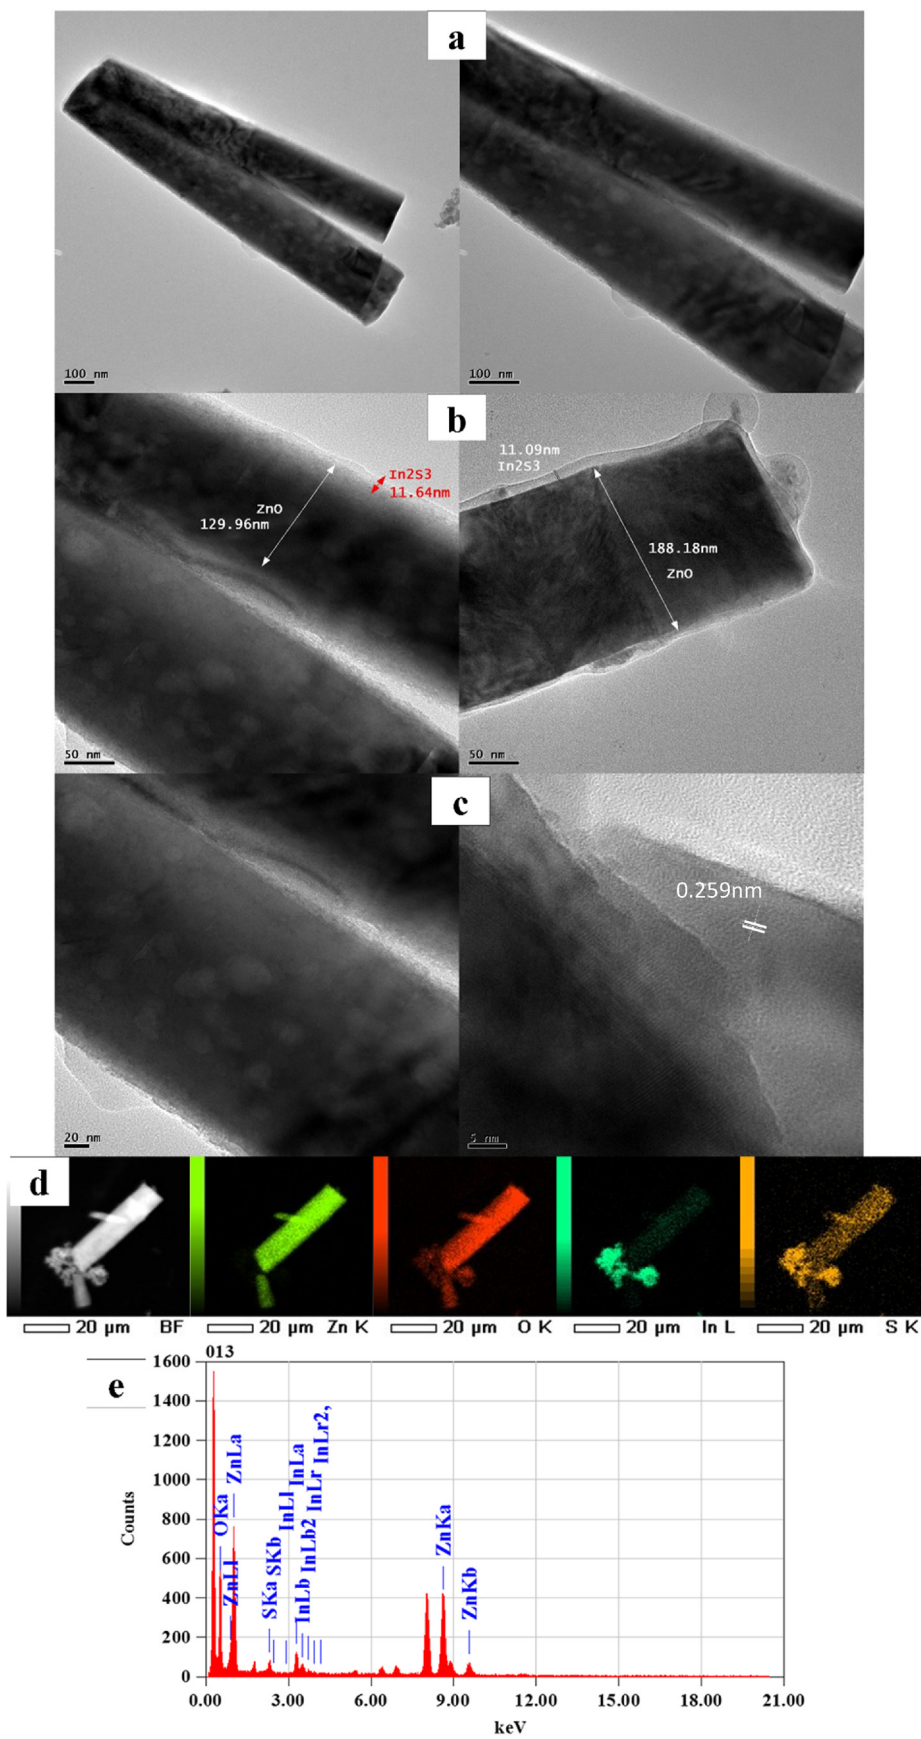 a
100 nm
100 nm
b
In2S3
11.64nm
ZnO
129.96nm
50 nm
11.09nm
In2S3
188.18nm
ZnO
50 nm
c
20 nm
0.259nm
5 nm
d
20 µm BF
20 µm Zn K
20 µm O K
20 µm In L
20 µm S K
e
013
1600
1400
1200
1000
800
600
400
200
0
Counts
OKa
ZnLl
ZnLa
SKa
SKb
InLl
InLa
InLb
InLb2
InLr
InLr2,
ZnKa
ZnKb
0.00 3.00 6.00 9.00 12.00 15.00 18.00 21.00
keV